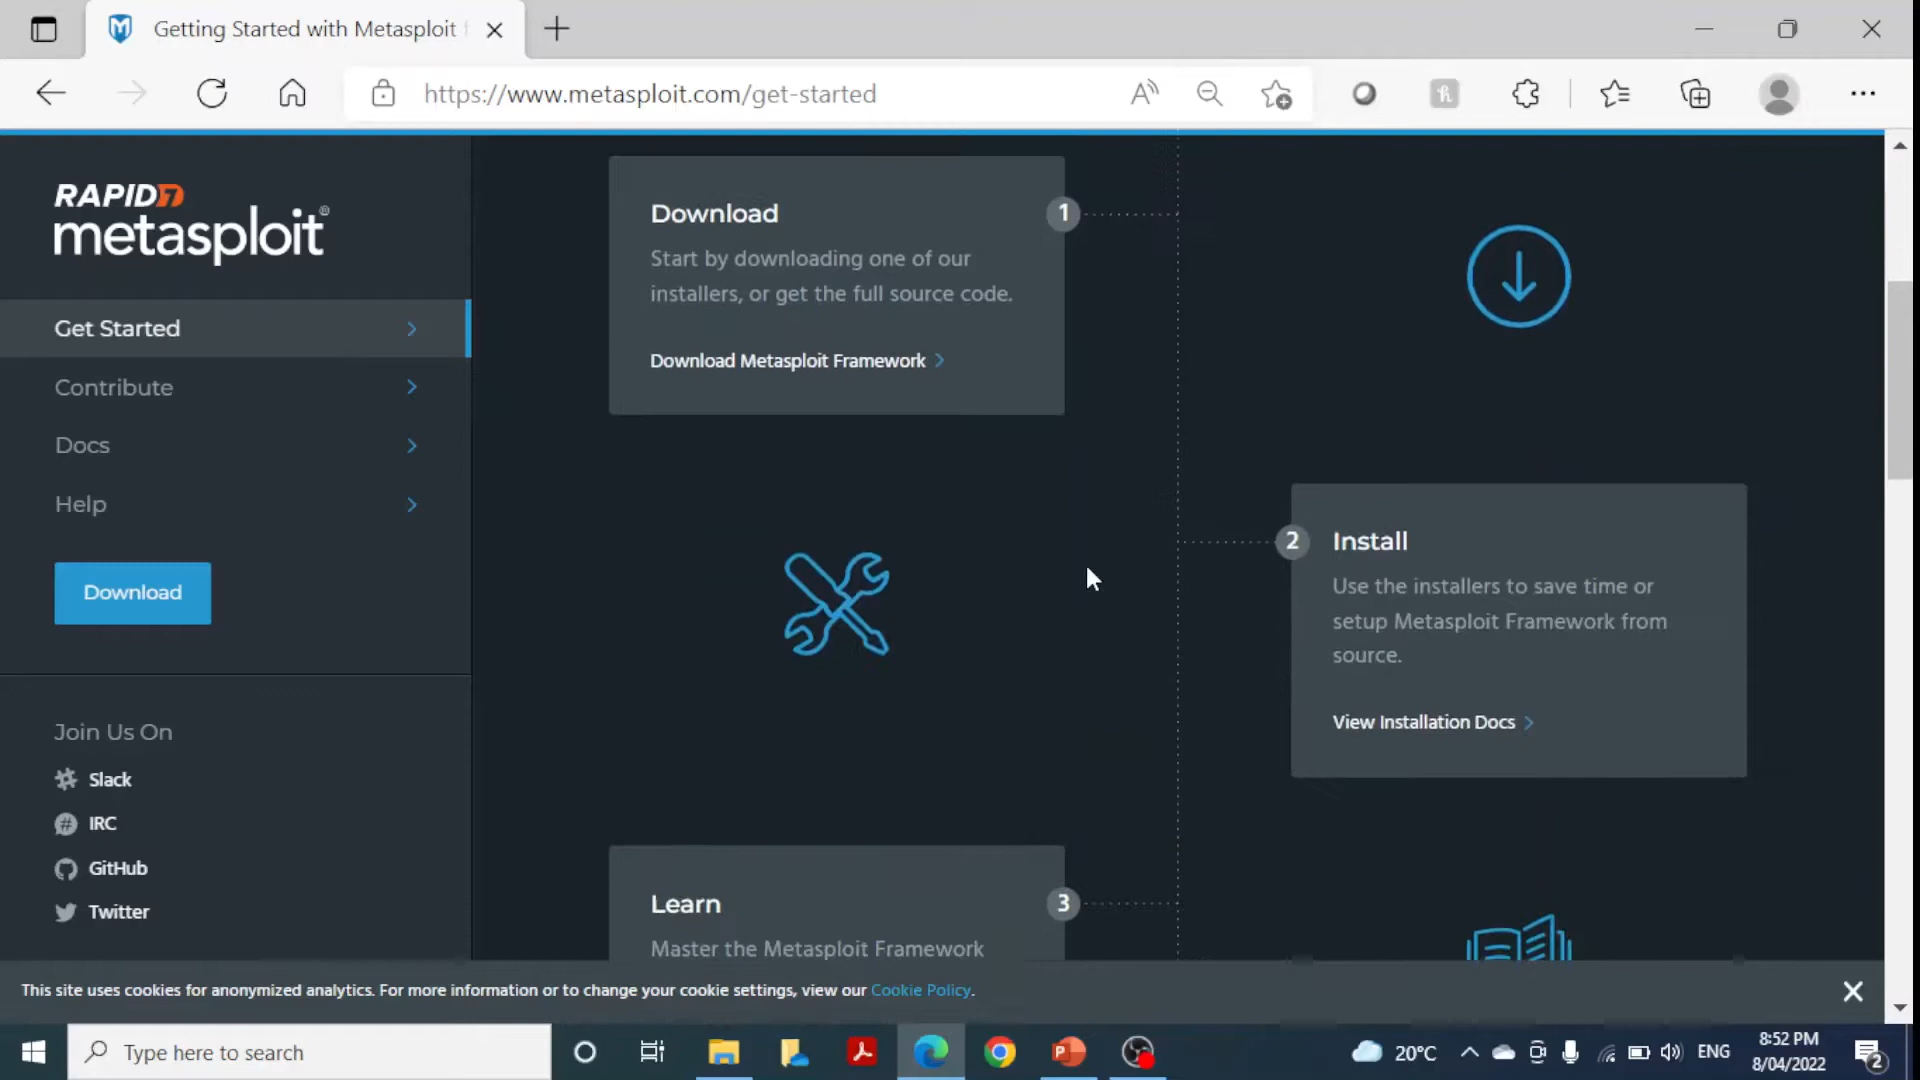 Getting Started with Metasploit
https://www.metasploit.com/get-started
RAPID7
metasploit®
Get Started
Contribute
Docs
Help
Download
Join Us On
Slack
IRC
GitHub
Twitter
Download
1
Start by downloading one of our
installers, or get the full source code.
Download Metasploit Framework
2
Install
Use the installers to save time or
setup Metasploit Framework from
source.
View Installation Docs
Learn
3
Master the Metasploit Framework
This site uses cookies for anonymized analytics. For more information or to change your cookie settings, view our Cookie Policy.
Type here to search
20°C
ENG
8:52 PM
8/04/2022
2